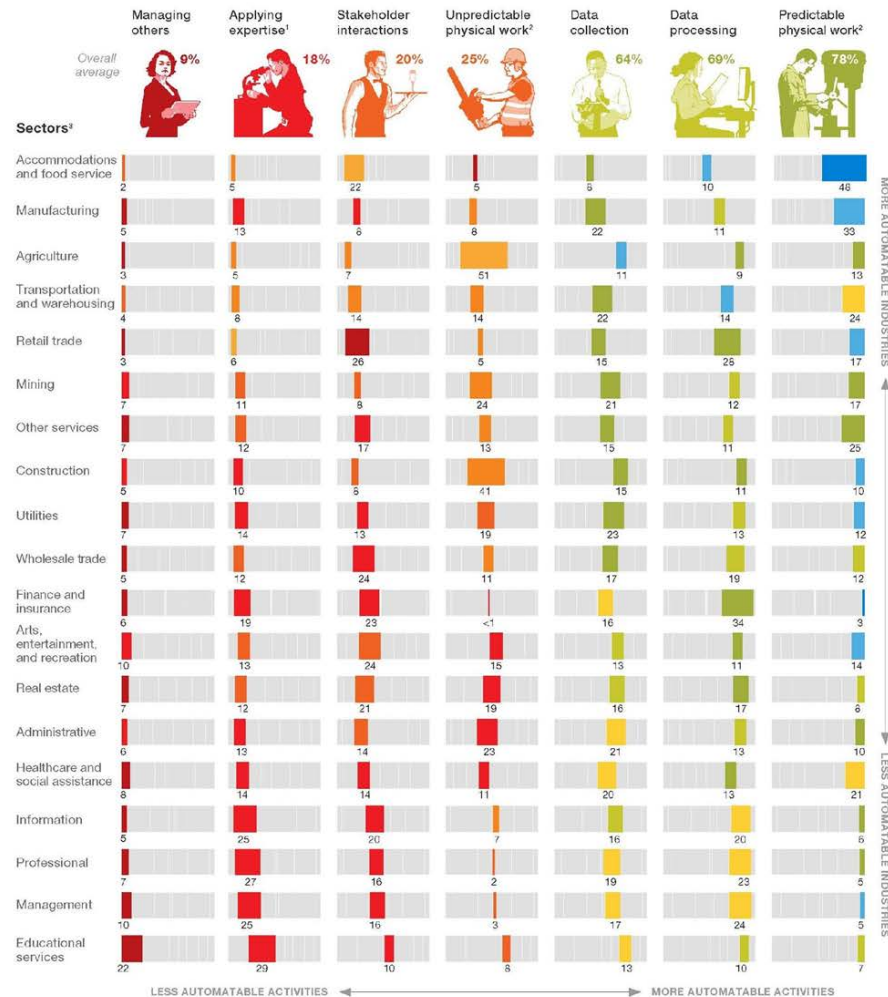 Managing others
Applying expertise¹
Stakeholder interactions
Unpredictable physical work²
Data collection
Data processing
Predictable physical work²
Overall average
9%
18%
20%
25%
64%
69%
78%
Sectors³
Accommodations and food service
2 5 22 5 6 10 48
Manufacturing
5 13 8 8 22 11 33
Agriculture
3 5 7 51 11 9 13
Transportation and warehousing
4 8 14 14 22 14 24
Retail trade
3 6 26 5 15 28 17
Mining
7 11 8 24 21 12 17
Other services
7 12 17 13 15 11 25
Construction
5 10 6 41 15 11 10
Utilities
7 14 13 19 23 13 12
Wholesale trade
5 12 24 11 17 19 12
Finance and insurance
6 19 23 <1 16 34 3
Arts, entertainment, and recreation
10 13 24 15 13 11 14
Real estate
7 12 21 19 16 17 8
Administrative
6 13 14 23 21 13 10
Healthcare and social assistance
8 14 14 11 20 13 21
Information
5 25 20 7 16 20 6
Professional
7 27 16 2 19 23 5
Management
10 25 16 3 17 24 5
Educational services
22 29 10 8 13 10 7
LESS AUTOMATABLE ACTIVITIES
MORE AUTOMATABLE ACTIVITIES
MORE AUTOMATABLE INDUSTRIES
LESS AUTOMATABLE INDUSTRIES